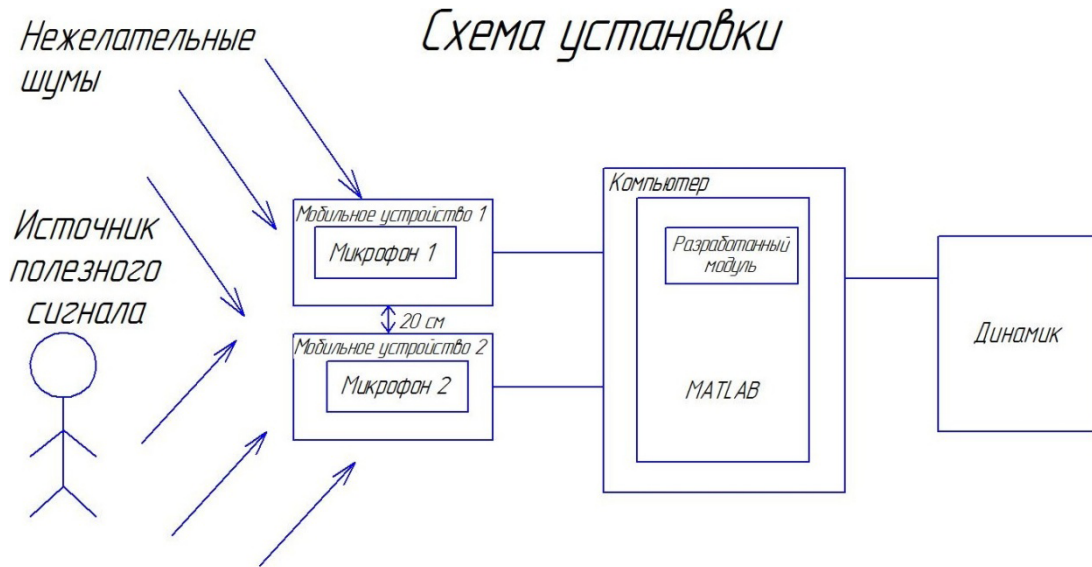 Схема установки
Нежелательные
шумы
Источник
полезного
сигнала
Мобильное устройство 1
Микрофон 1
20 см
Мобильное устройство 2
Микрофон 2
Компьютер
Разработанный
модуль
MATLAB
Динамик